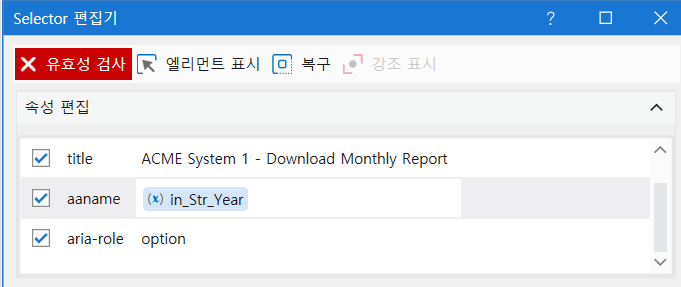 Selector 편집기
유효성 검사 엘리먼트 표시 복구 강조 표시
속성 편집
title ACME System 1 - Download Monthly Report
aaname (x) in_Str_Year
aria-role option